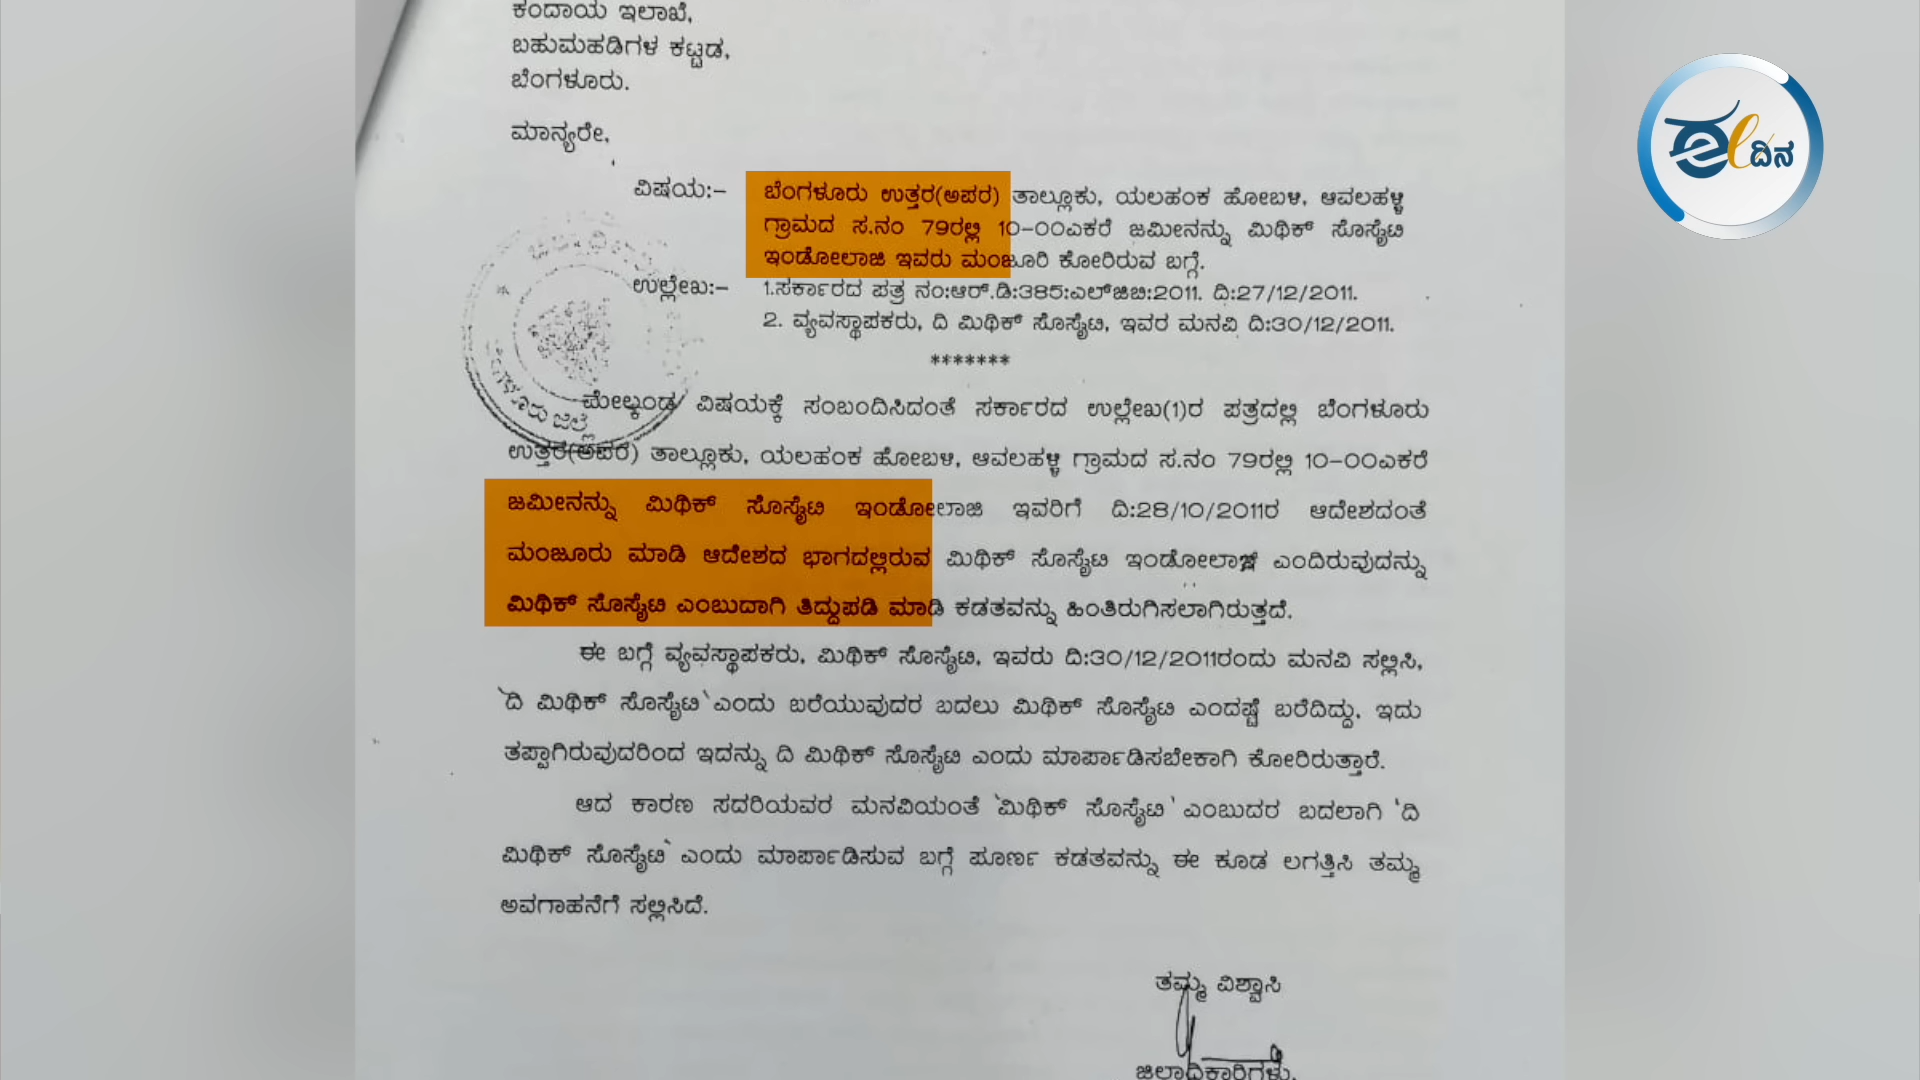 ಕಂದಾಯ ಇಲಾಖೆ,
ಬಹುಮಹಡಿಗಳ ಕಟ್ಟಡ,
ಬೆಂಗಳೂರು.
ಮಾನ್ಯರೇ,
ವಿಷಯ:– ಬೆಂಗಳೂರು ಉತ್ತರ(ಅಪರ) ತಾಲ್ಲೂಕು, ಯಲಹಂಕ ಹೋಬಳಿ, ಆವಲಹಳ್ಳಿ
ಗ್ರಾಮದ ಸ.ನಂ 79ರಲ್ಲಿ 10–00ಎಕರೆ ಜಮೀನನ್ನು ಮಿಥಿಕ್ ಸೊಸೈಟಿ
ಇಂಡೋಲಾಜಿ ಇವರು ಮಂಜೂರಿ ಕೋರಿರುವ ಬಗ್ಗೆ.
ಉಲ್ಲೇಖ:– 1.ಸರ್ಕಾರದ ಪತ್ರ ನಂ:ಆರ್.ಡಿ:385:ಎಲ್‌ಜಿಬಿ:2011. ದಿ:27/12/2011.
2. ವ್ಯವಸ್ಥಾಪಕರು, ದಿ ಮಿಥಿಕ್ ಸೊಸೈಟಿ, ಇವರ ಮನವಿ ದಿ:30/12/2011.
*******
ಮೇಲ್ಕಂಡ ವಿಷಯಕ್ಕೆ ಸಂಬಂದಿಸಿದಂತೆ ಸರ್ಕಾರದ ಉಲ್ಲೇಖ(1)ರ ಪತ್ರದಲ್ಲಿ ಬೆಂಗಳೂರು
ಉತ್ತರ(ಅಪರ) ತಾಲ್ಲೂಕು, ಯಲಹಂಕ ಹೋಬಳಿ, ಆವಲಹಳ್ಳಿ ಗ್ರಾಮದ ಸ.ನಂ 79ರಲ್ಲಿ 10–00ಎಕರೆ
ಜಮೀನನ್ನು ಮಿಥಿಕ್ ಸೊಸೈಟಿ ಇಂಡೋಲಾಜಿ ಇವರಿಗೆ ದಿ:28/10/2011ರ ಆದೇಶದಂತೆ
ಮಂಜೂರು ಮಾಡಿ ಆದೇಶದ ಭಾಗದಲ್ಲಿರುವ ಮಿಥಿಕ್ ಸೊಸೈಟಿ ಇಂಡೋಲಾಜಿ ಎಂದಿರುವುದನ್ನು
ಮಿಥಿಕ್ ಸೊಸೈಟಿ ಎಂಬುದಾಗಿ ತಿದ್ದುಪಡಿ ಮಾಡಿ ಕಡತವನ್ನು ಹಿಂತಿರುಗಿಸಲಾಗಿರುತ್ತದೆ.
ಈ ಬಗ್ಗೆ ವ್ಯವಸ್ಥಾಪಕರು, ಮಿಥಿಕ್ ಸೊಸೈಟಿ, ಇವರು ದಿ:30/12/2011ರಂದು ಮನವಿ ಸಲ್ಲಿಸಿ,
'ದಿ ಮಿಥಿಕ್ ಸೊಸೈಟಿ' ಎಂದು ಬರೆಯುವುದರ ಬದಲು ಮಿಥಿಕ್ ಸೊಸೈಟಿ ಎಂದಷ್ಟೆ ಬರೆದಿದ್ದು, ಇದು
ತಪ್ಪಾಗಿರುವುದರಿಂದ ಇದನ್ನು ದಿ ಮಿಥಿಕ್ ಸೊಸೈಟಿ ಎಂದು ಮಾರ್ಪಾಡಿಸಬೇಕಾಗಿ ಕೋರಿರುತ್ತಾರೆ.
ಆದ ಕಾರಣ ಸದರಿಯವರ ಮನವಿಯಂತೆ 'ಮಿಥಿಕ್ ಸೊಸೈಟಿ' ಎಂಬುದರ ಬದಲಾಗಿ 'ದಿ
ಮಿಥಿಕ್ ಸೊಸೈಟಿ' ಎಂದು ಮಾರ್ಪಾಡಿಸುವ ಬಗ್ಗೆ ಪೂರ್ಣ ಕಡತವನ್ನು ಈ ಕೂಡ ಲಗತ್ತಿಸಿ ತಮ್ಮ
ಅವಗಾಹನೆಗೆ ಸಲ್ಲಿಸಿದೆ.
ತಮ್ಮ ವಿಶ್ವಾಸಿ
ಜಿಲ್ಲಾಧಿಕಾರಿಗಳು,
ಬೆಂಗಳೂರು ಜಿಲ್ಲೆ
ದಿನ